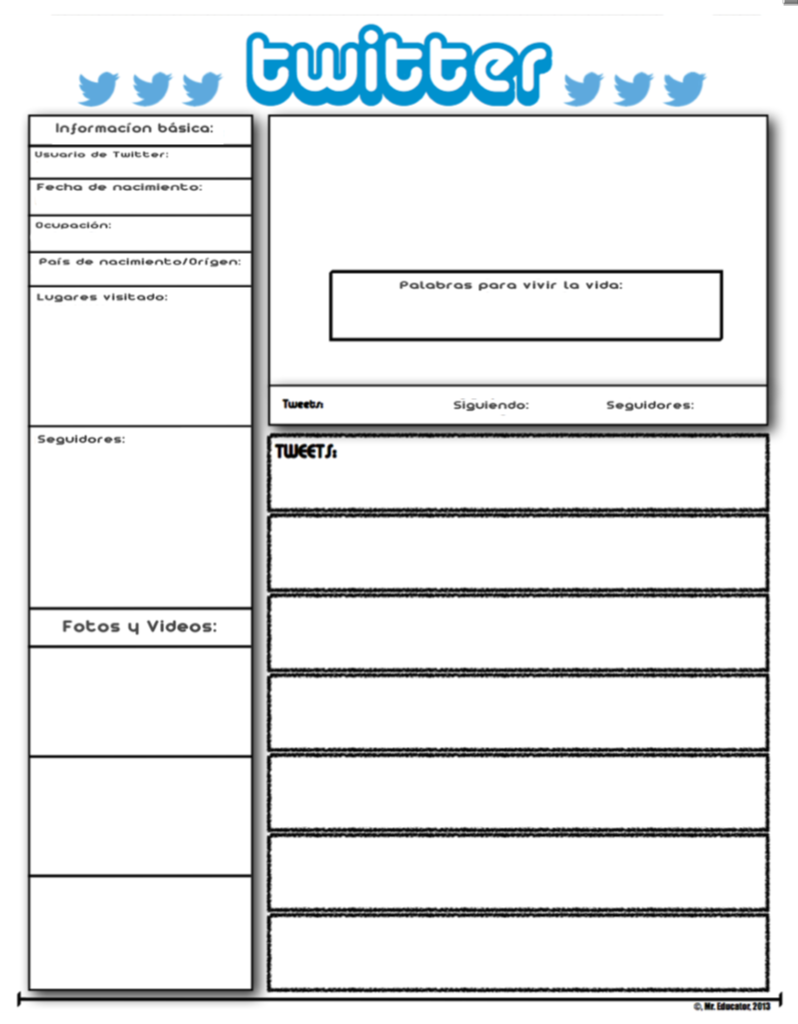 twitter
Informacíon básica:
Usuario de Twitter:
Fecha de nacimiento:
Ocupación:
País de nacimiento/Orígen:
Lugares visitado:
Seguidores:
Fotos y Videos:
Palabras para vivir la vida:
Tweets: Siguiendo: Seguidores:
TWEETS:
©, Mr. Educator, 2013